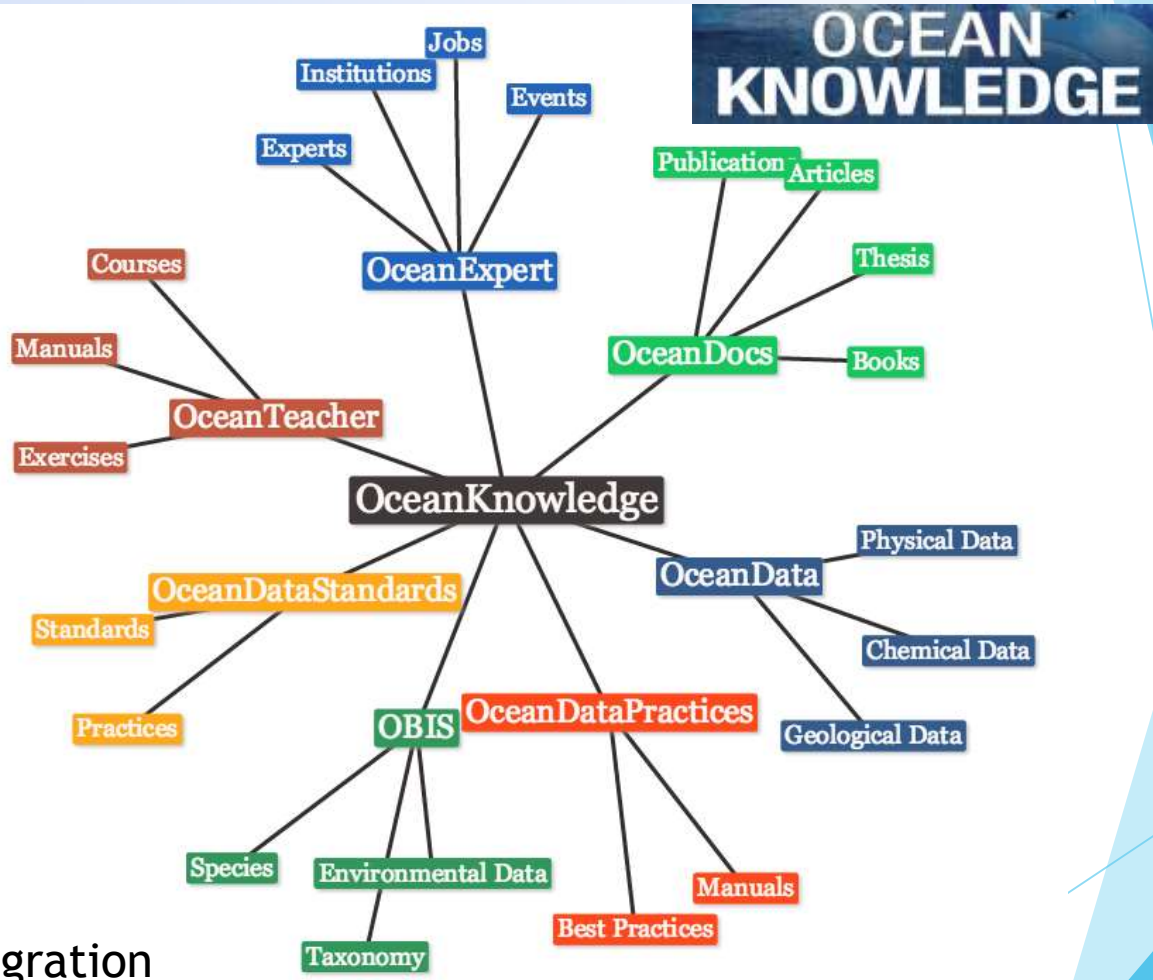 OCEAN
KNOWLEDGE
Jobs
Institutions
Events
Experts
Publication
Articles
Courses
OceanExpert
Thesis
Manuals
OceanDocs
Books
OceanTeacher
Exercises
OceanKnowledge
Physical Data
OceanData
OceanDataStandards
Standards
Chemical Data
OceanDataPractices
Practices
OBIS
Geological Data
Species
Environmental Data
Manuals
Best Practices
Taxonomy
gration